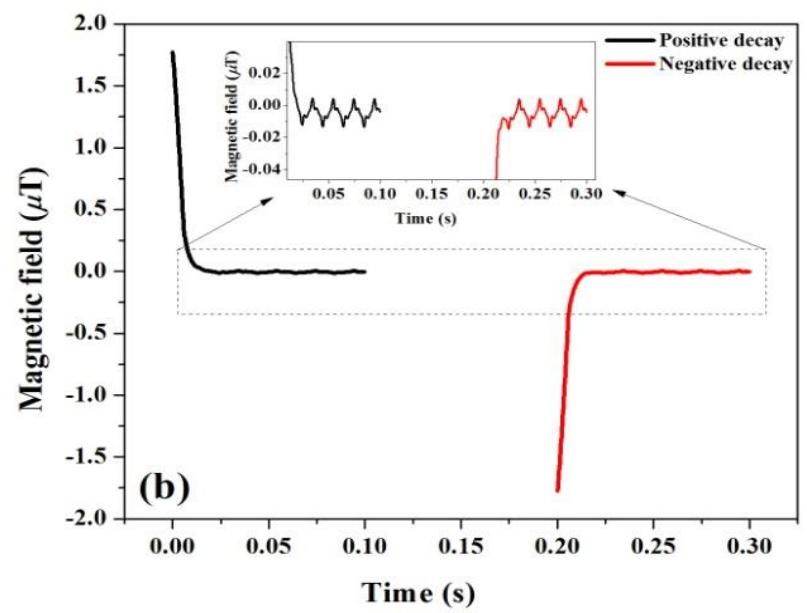 Positive decay
Negative decay
Magnetic field (μT)
0.02
0.00
-0.02
-0.04
0.05 0.10 0.15 0.20 0.25 0.30
Time (s)
Magnetic field (μT)
2.0
1.5
1.0
0.5
0.0
-0.5
-1.0
-1.5
-2.0
(b)
0.00 0.05 0.10 0.15 0.20 0.25 0.30
Time (s)